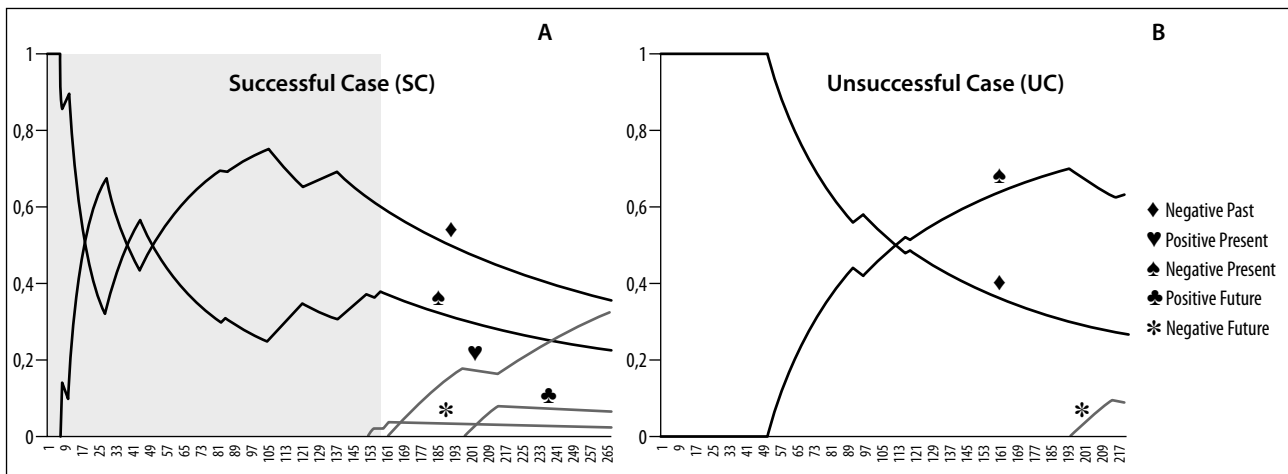 A
B
Successful Case (SC)
Unsuccessful Case (UC)
1
0,8
0,6
0,4
0,2
0
1
0,8
0,6
0,4
0,2
0
♦ Negative Past
♥ Positive Present
♠ Negative Present
♣ Positive Future
* Negative Future
1 9 17 25 33 41 49 57 65 73 81 89 97 105 113 121 129 137 145 153 161 169 177 185 193 201 209 217 225 233 241 249 257 265
1 9 17 25 33 41 49 57 65 73 81 89 97 105 113 121 129 137 145 153 161 169 177 185 193 201 209 217